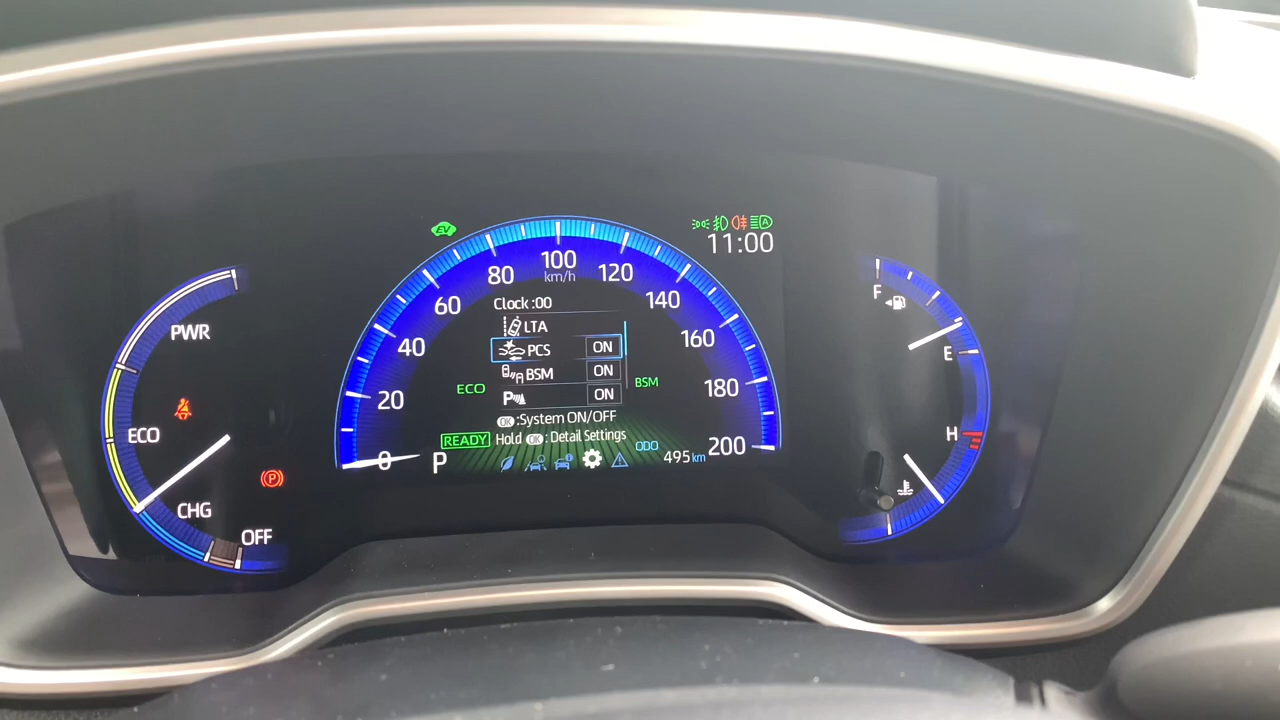 PWR
ECO
CHG
OFF
EV
0
20
40
60
80
100
120
140
160
180
200
km/h
11:00
Clock :00
LTA
PCS ON
BSM ON
P ON
OK :System ON/OFF
Hold OK : Detail Settings
ECO
BSM
READY
P
ODO
495 km
F
E
H
(P)
A